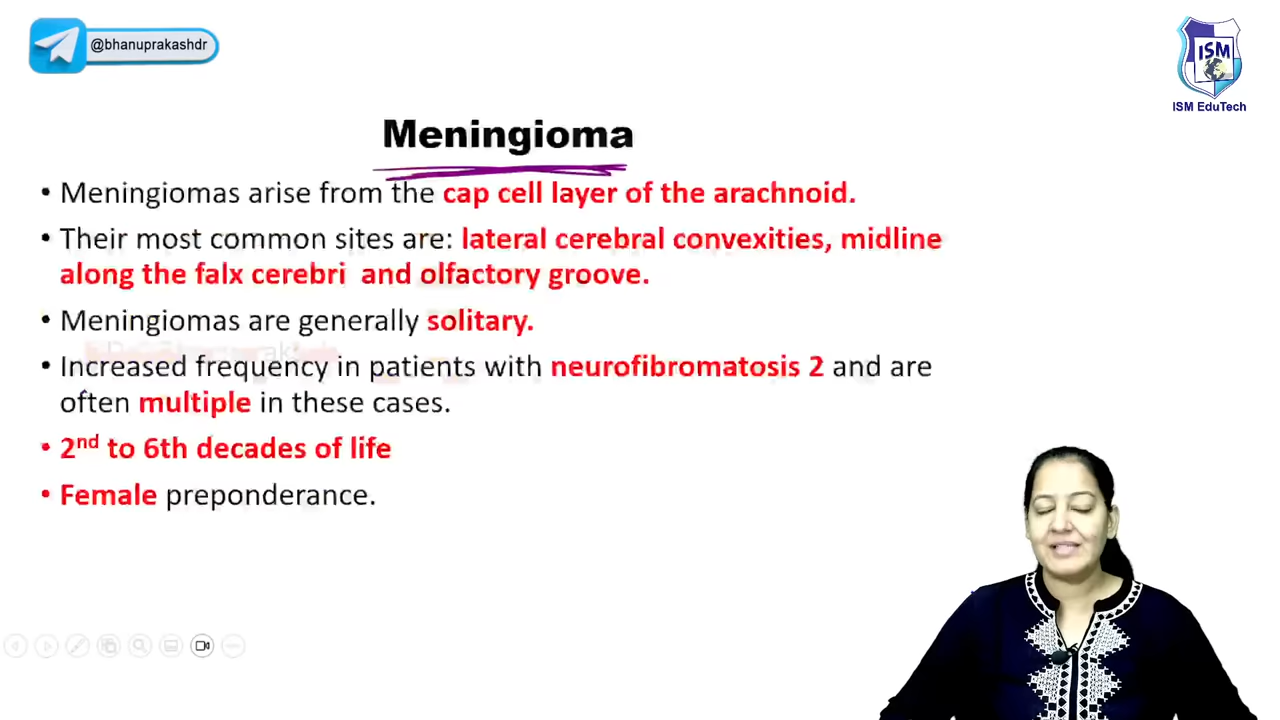 @bhanuprakashdr
ISM
ISM EduTech
Meningioma
• Meningiomas arise from the cap cell layer of the arachnoid.
• Their most common sites are: lateral cerebral convexities, midline
along the falx cerebri and olfactory groove.
• Meningiomas are generally solitary.
• Increased frequency in patients with neurofibromatosis 2 and are
often multiple in these cases.
• 2nd to 6th decades of life
• Female preponderance.